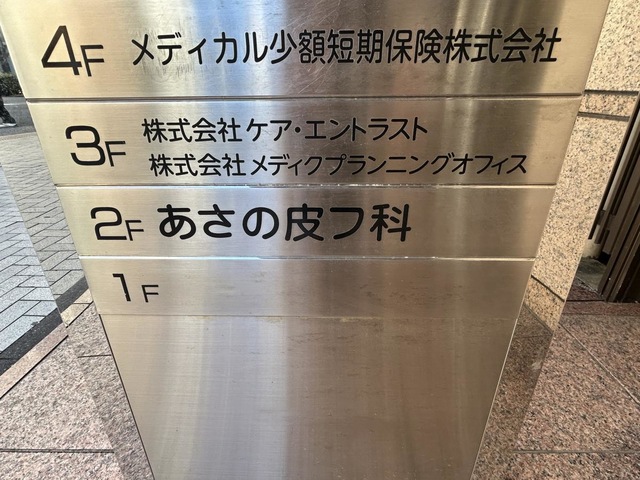 4F メディカル少額短期保険株式会社
3F 株式会社 ケア・エントラスト
株式会社 メディクプランニングオフィス
2F あさの皮フ科
1F